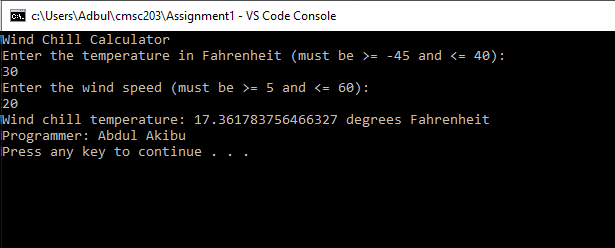 c:\Users\Adbul\cmsc203\Assignment1 - VS Code Console
Wind Chill Calculator
Enter the temperature in Fahrenheit (must be >= -45 and <= 40):
30
Enter the wind speed (must be >= 5 and <= 60):
20
Wind chill temperature: 17.361783756466327 degrees Fahrenheit
Programmer: Abdul Akibu
Press any key to continue . . .